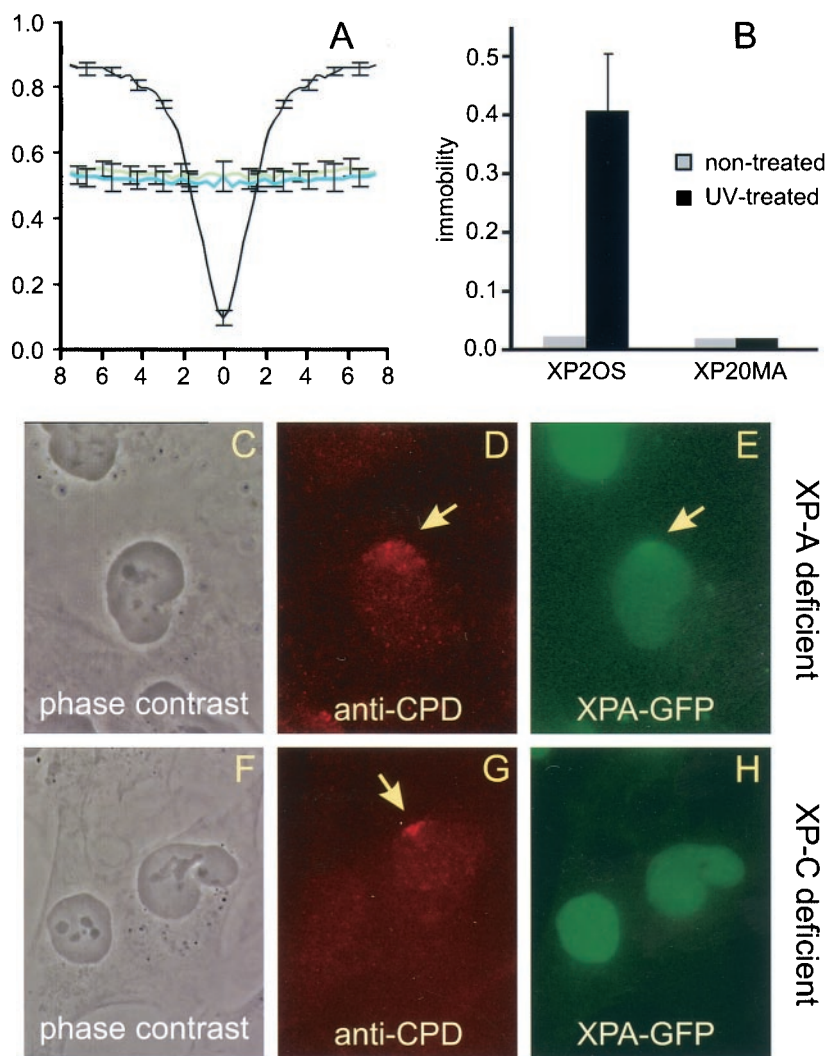 A
1.0
0.8
0.6
0.4
0.2
0.0
8 6 4 2 0 2 4 6 8
B
immobility
0.5
0.4
0.3
0.2
0.1
0.0
non-treated
UV-treated
XP2OS XP20MA
C
phase contrast
D
anti-CPD
E
XPA-GFP
XP-A deficient
F
phase contrast
G
anti-CPD
H
XPA-GFP
XP-C deficient